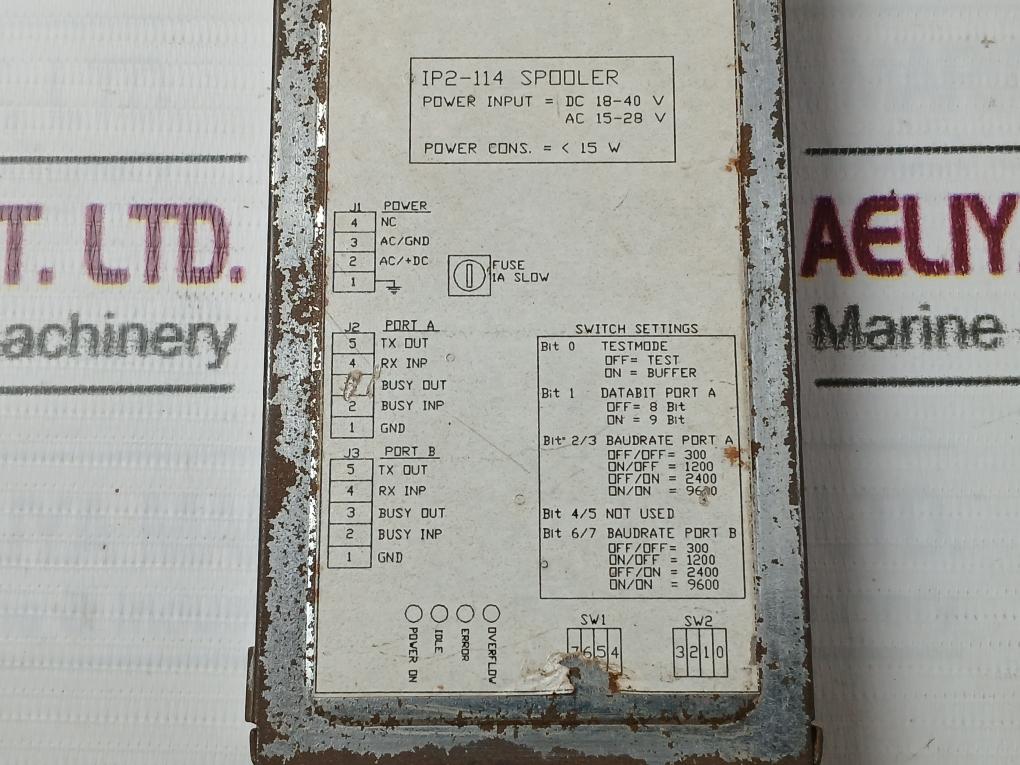 IP2-114 SPOOLER
POWER INPUT = DC 18-40 V
AC 15-28 V
POWER CONS. = < 15 W
J1 POWER
4 NC
3 AC/GND
2 AC/+DC
1
FUSE
1A SLOW
J2 PORT A
5 TX OUT
4 RX INP
BUSY OUT
2 BUSY INP
1 GND
J3 PORT B
5 TX OUT
4 RX INP
3 BUSY OUT
2 BUSY INP
1 GND
SWITCH SETTINGS
Bit 0 TESTMODE
OFF= TEST
ON = BUFFER
Bit 1 DATABIT PORT A
OFF= 8 Bit
ON = 9 Bit
Bit 2/3 BAUDRATE PORT A
OFF/OFF= 300
ON/OFF = 1200
OFF/ON = 2400
ON/ON = 9600
Bit 4/5 NOT USED
Bit 6/7 BAUDRATE PORT B
OFF/OFF= 300
ON/OFF = 1200
OFF/ON = 2400
ON/ON = 9600
POWER ON
IDLE
ERROR
OVERFLOW
SW1
7 6 5 4
SW2
3 2 1 0
T. LTD.
achinery
AELIY
Marine